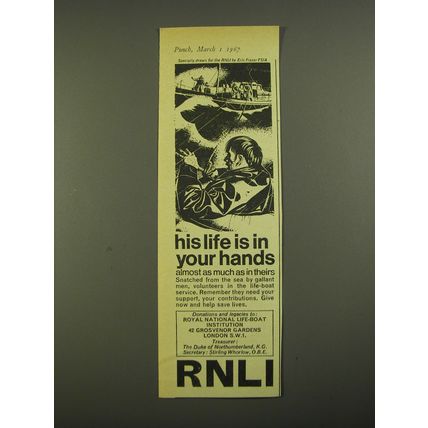 Punch, March 1 1967
Specially drawn for the RNLI by Eric Fraser FSIA
his life is in
your hands
almost as much as in theirs
Snatched from the sea by gallant
men, volunteers in the life-boat
service. Remember they need your
support, your contributions. Give
now and help save lives.
Donations and legacies to:
ROYAL NATIONAL LIFE-BOAT
INSTITUTION
42 GROSVENOR GARDENS
LONDON S.W.1.
Treasurer:
The Duke of Northumberland, K.G.
Secretary: Stirling Whorlow, O.B.E.
RNLI